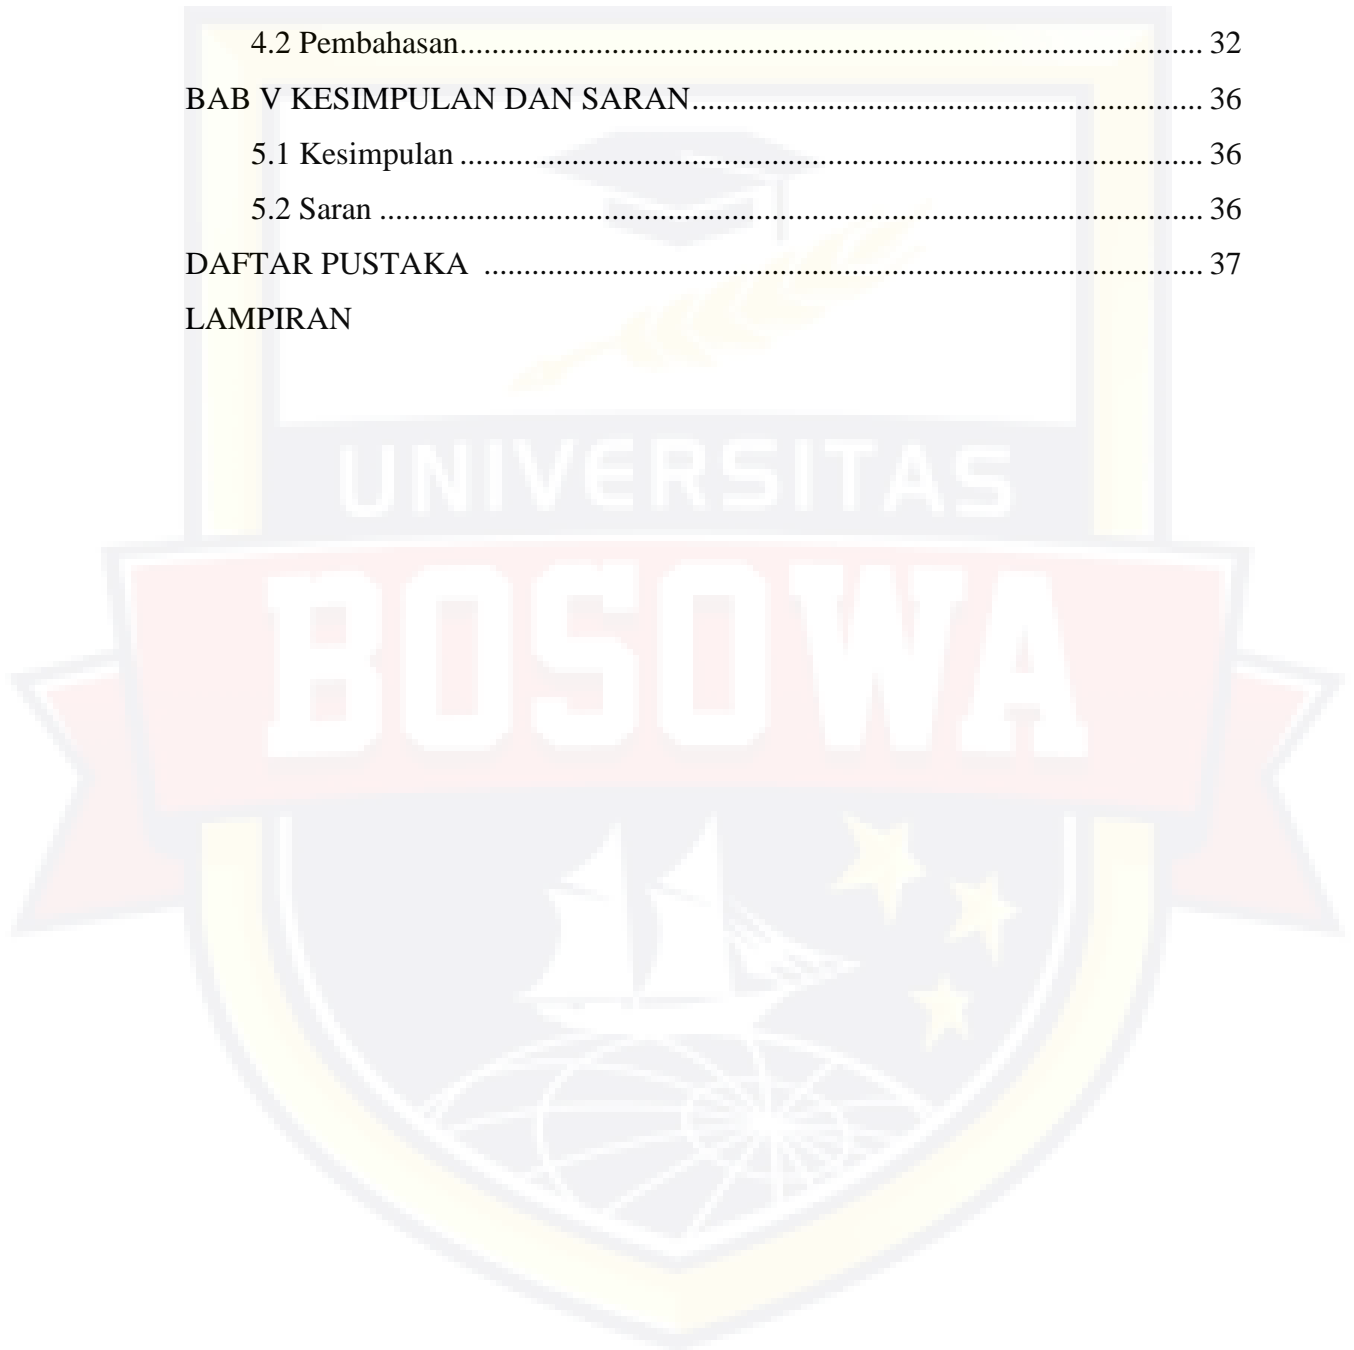 4.2 Pembahasan........................................................................................... 32
BAB V KESIMPULAN DAN SARAN............................................................... 36
5.1 Kesimpulan ........................................................................................... 36
5.2 Saran ..................................................................................................... 36
DAFTAR PUSTAKA ........................................................................................ 37
LAMPIRAN
UNIVERSITAS
BOSOWA